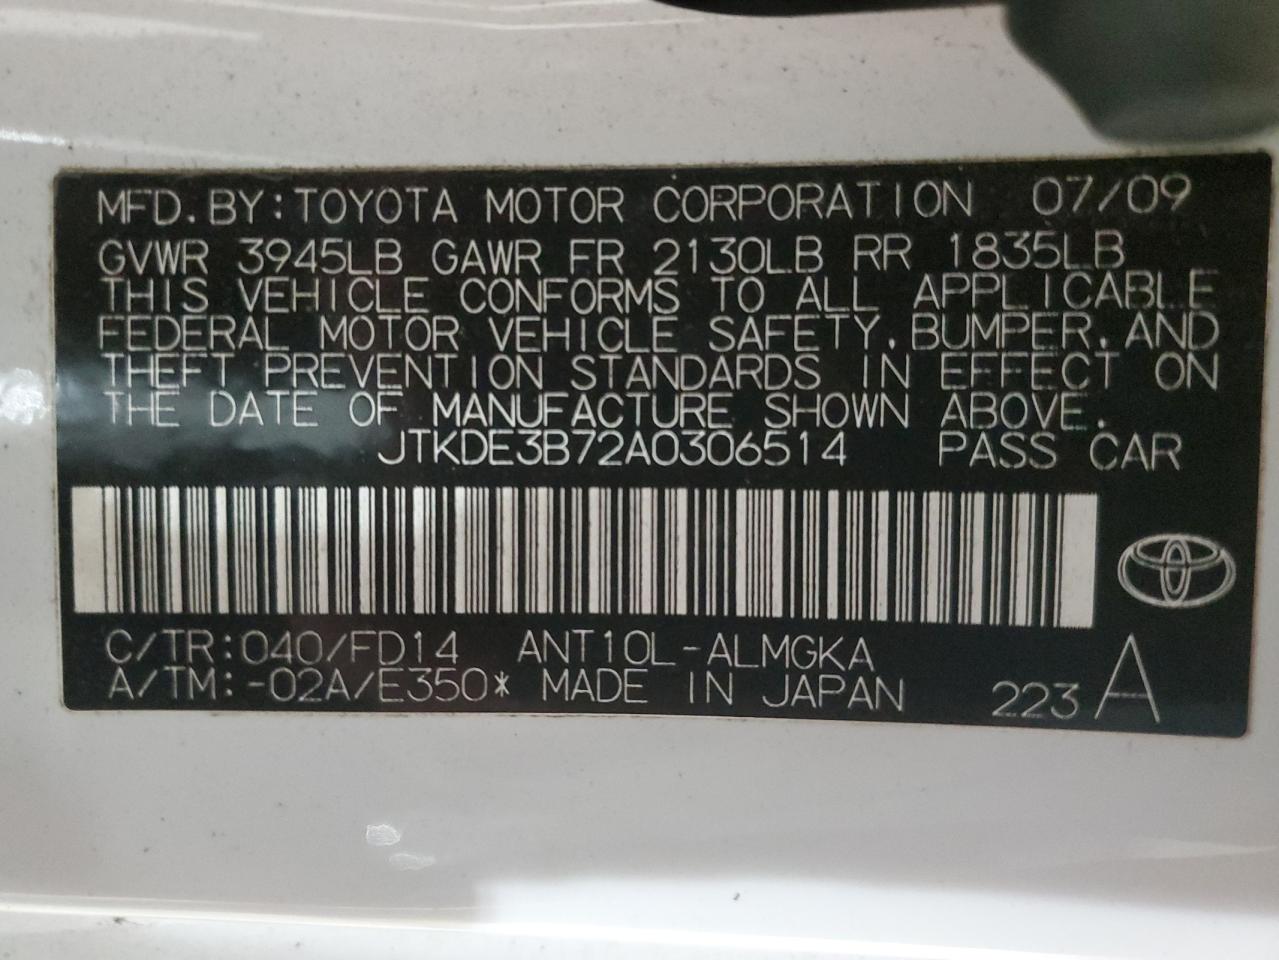 MFD.BY:TOYOTA MOTOR CORPORATION 07/09
GVWR 3945LB GAWR FR 2130LB RR 1835LB
THIS VEHICLE CONFORMS TO ALL APPLICABLE
FEDERAL MOTOR VEHICLE SAFETY,BUMPER,AND
THEFT PREVENTION STANDARDS IN EFFECT ON
THE DATE OF MANUFACTURE SHOWN ABOVE.
JTKDE3B72A0306514 PASS CAR
C/TR:040/FD14 ANT10L-ALMGKA
A/TM:-02A/E350* MADE IN JAPAN 223 A